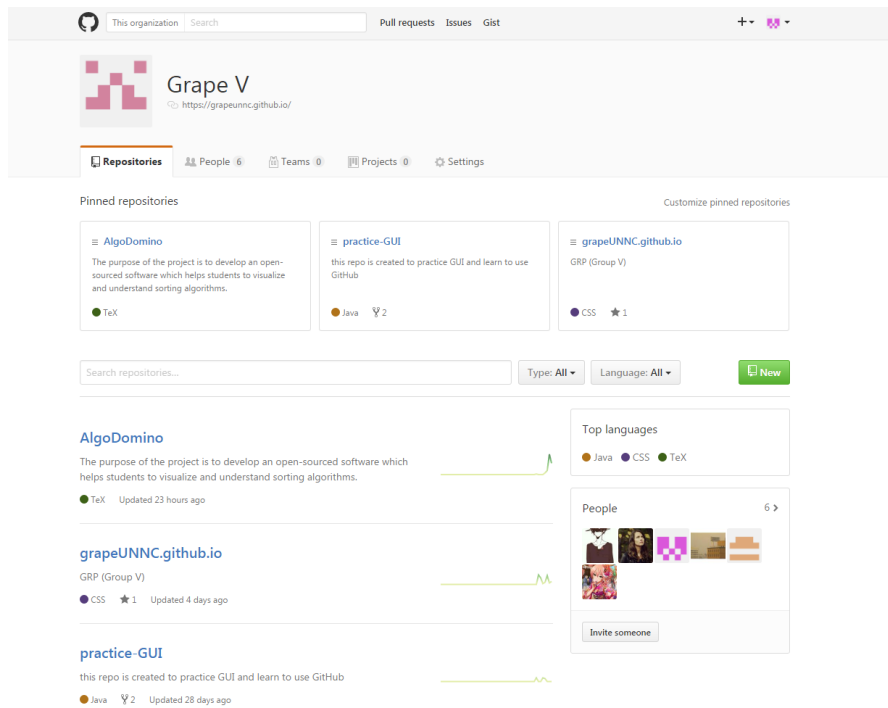 This organization Search Pull requests Issues Gist
Grape V
https://grapeunnc.github.io/
Repositories People 6 Teams 0 Projects 0 Settings
Pinned repositories Customize pinned repositories
AlgoDomino
The purpose of the project is to develop an open-
sourced software which helps students to visualize
and understand sorting algorithms.
TeX
practice-GUI
this repo is created to practice GUI and learn to use
GitHub
Java 2
grapeUNNC.github.io
GRP (Group V)
CSS 1
Search repositories... Type: All Language: All New
AlgoDomino
The purpose of the project is to develop an open-sourced software which
helps students to visualize and understand sorting algorithms.
TeX Updated 23 hours ago
grapeUNNC.github.io
GRP (Group V)
CSS 1 Updated 4 days ago
practice-GUI
this repo is created to practice GUI and learn to use GitHub
Java 2 Updated 28 days ago
Top languages
Java CSS TeX
People 6
Invite someone